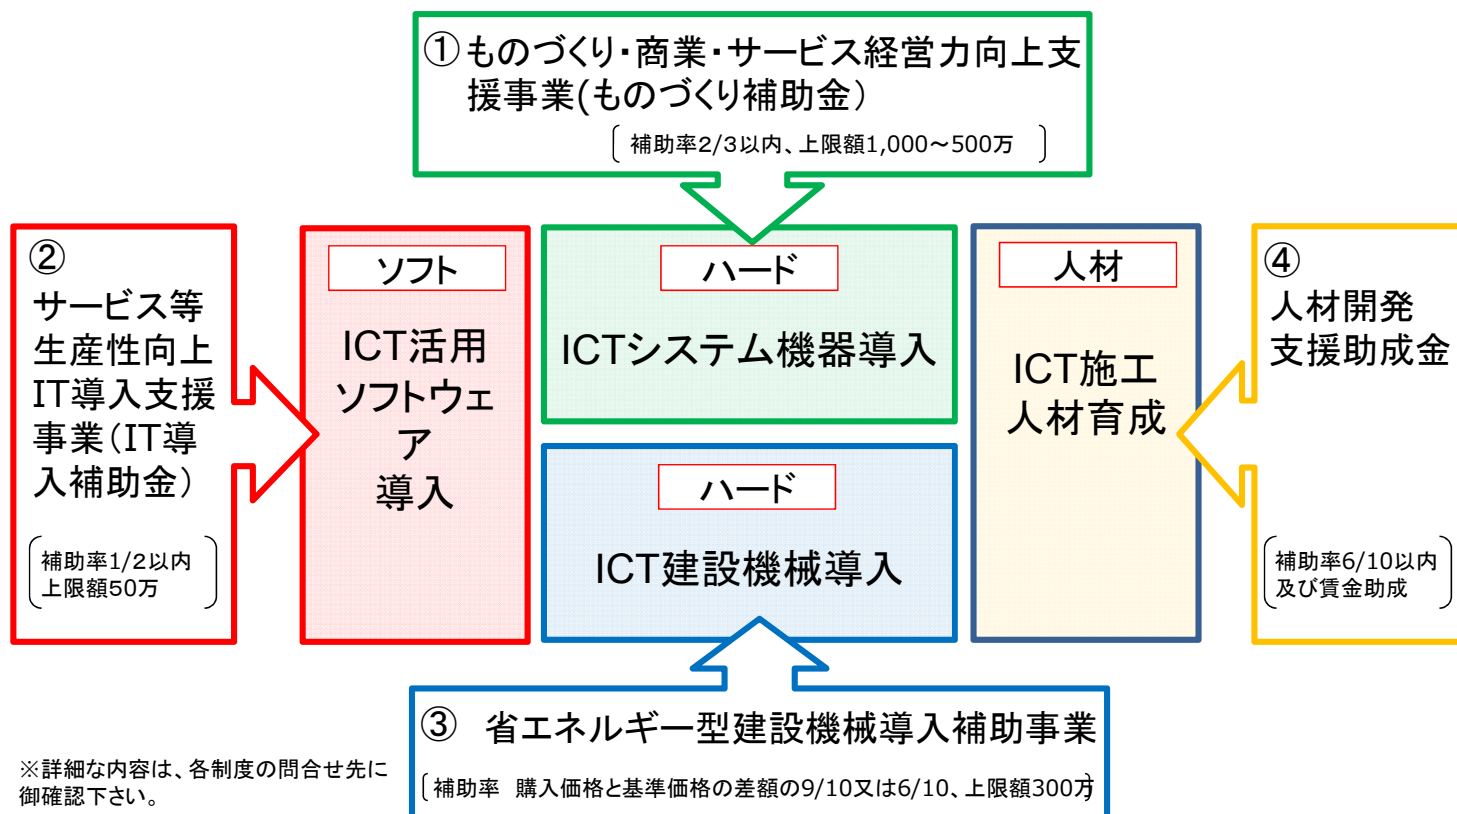 ①ものづくり・商業・サービス経営力向上支
援事業(ものづくり補助金）
補助率2/3以内、上限額1,000～500万
②
サービス等
生産性向上
IT導入支援
事業（IT導
入補助金）
補助率1/2以内
上限額50万
ソフト
ICT活用
ソフトウェ
ア
導入
ハード
ICTシステム機器導入
ハード
ICT建設機械導入
人材
ICT施工
人材育成
④
人材開発
支援助成金
補助率6/10以内
及び賃金助成
③ 省エネルギー型建設機械導入補助事業
補助率 購入価格と基準価格の差額の9/10又は6/10、上限額300万
※詳細な内容は、各制度の問合せ先に
御確認下さい。